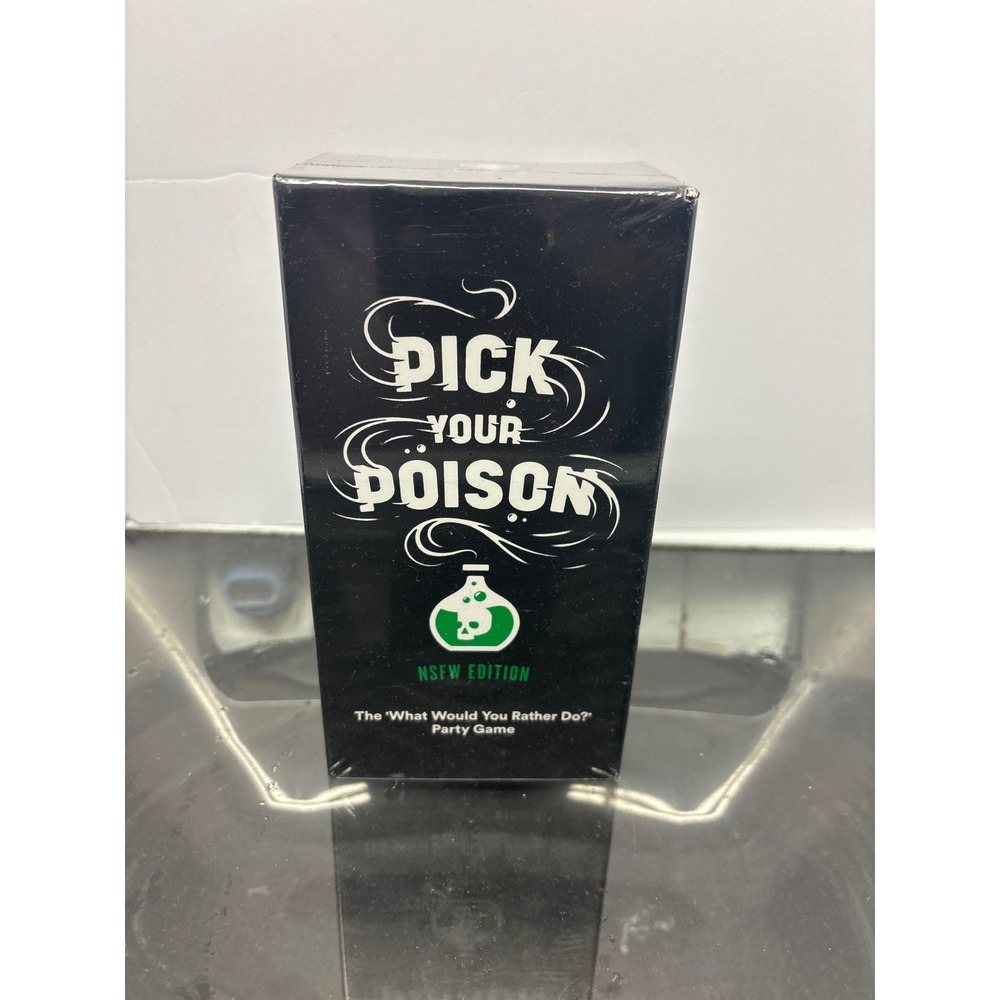 PICK
YOUR
POISON
NSFW EDITION
The 'What Would You Rather Do?'
Party Game